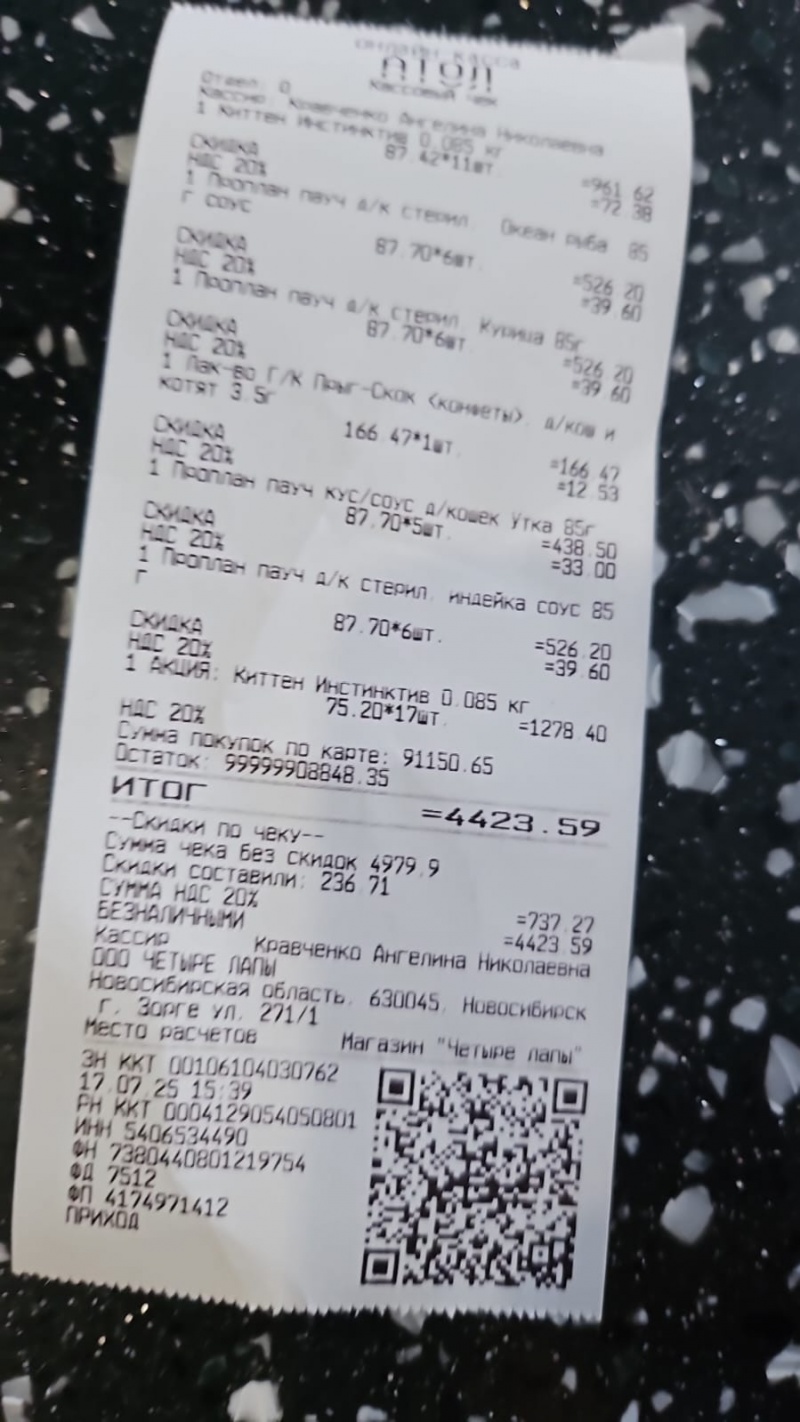 ОНЛАЙН КАССА
АТОЛ
Кассовый чек
Отдел: 0
Кассир: Кравченко Ангелина Николаевна
1 Киттен Инстинктив 0.085 кг
87.42*11шт. =961.62
СКИДКА =72.38
НДС 20%
1 Проплан пауч д/к стерил. Океан рыба 85
г соус
87.70*6шт. =526.20
СКИДКА =39.60
НДС 20%
1 Проплан пауч д/к стерил. Курица 85г
87.70*6шт =526.20
СКИДКА =39.60
НДС 20%
1 Лак-во Г/К Прыг-Скок <конфеты>. д/кош и
котят 3.5г
166.47*1шт. =166.47
СКИДКА =12.53
НДС 20%
1 Проплан пауч кус/соус д/кошек Утка 85г
87.70*5шт. =438.50
СКИДКА =33.00
НДС 20%
1 Проплан пауч д/к стерил. индейка соус 85
г
87.70*6шт. =526.20
СКИДКА =39.60
НДС 20%
1 АКЦИЯ: Киттен Инстинктив 0.085 кг
75.20*17шт. =1278.40
НДС 20%
Сумма покупок по карте: 91150.65
Остаток: 99999908848.35
ИТОГ =4423.59
--Скидки по чеку--
Сумма чека без скидок 4979.9
Скидки составили: 236.71
СУММА НДС 20% =737.27
БЕЗНАЛИЧНЫМИ =4423.59
Кассир Кравченко Ангелина Николаевна
ООО ЧЕТЫРЕ ЛАПЫ
Новосибирская область, 630045, Новосибирск
г, Зорге ул, 271/1
Место расчетов Магазин "Четыре лапы"
ЗН ККТ 00106104030762
17.07.25 15:39
РН ККТ 0004129054050801
ИНН 5406534490
ФН 7380440801219754
ФД 7512
ФП 4174971412
ПРИХОД